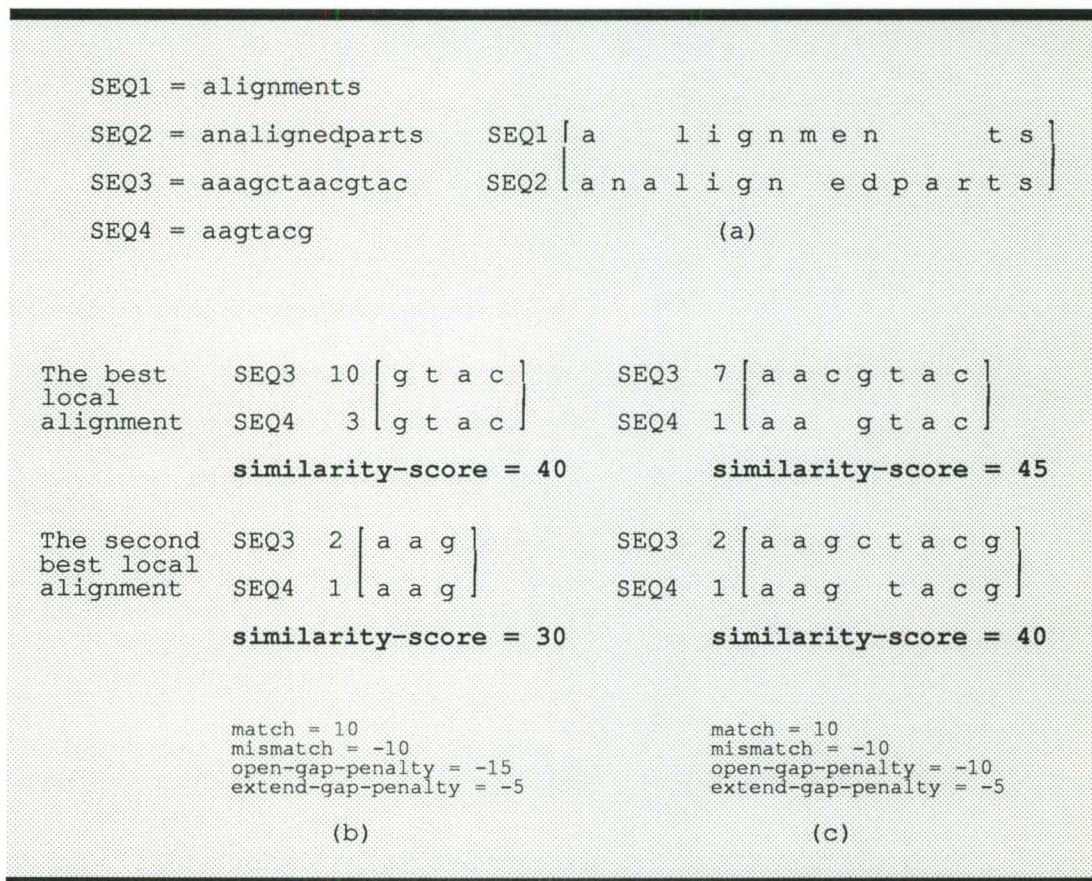 SEQ1 = alignments
SEQ2 = analignedparts
SEQ3 = aaagctaacgtac
SEQ4 = aagtacg
SEQ1 [ a l i g n m e n t s ]
SEQ2 [ a n a l i g n e d p a r t s ]
(a)
The best local alignment
SEQ3 10 [ g t a c ]
SEQ4 3 [ g t a c ]
similarity-score = 40
SEQ3 7 [ a a c g t a c ]
SEQ4 1 [ a a g t a c ]
similarity-score = 45
The second best local alignment
SEQ3 2 [ a a g ]
SEQ4 1 [ a a g ]
similarity-score = 30
SEQ3 2 [ a a g c t a c g ]
SEQ4 1 [ a a g t a c g ]
similarity-score = 40
match = 10
mismatch = -10
open-gap-penalty = -15
extend-gap-penalty = -5
(b)
match = 10
mismatch = -10
open-gap-penalty = -10
extend-gap-penalty = -5
(c)